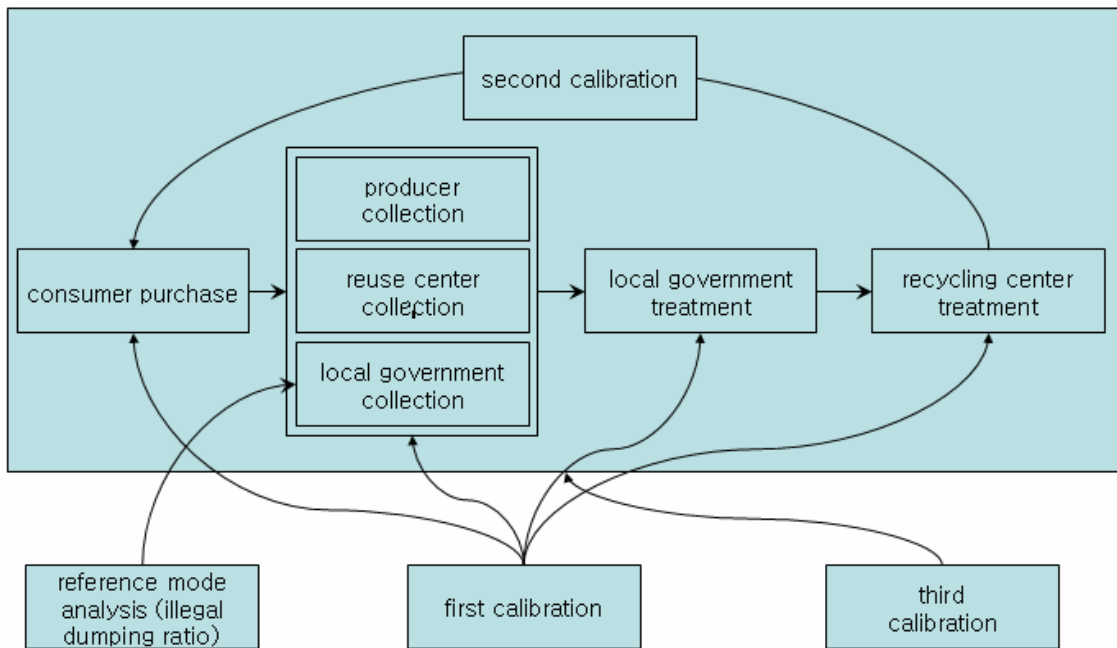 second calibration
producer
collection
consumer purchase
reuse center
collection
local government
treatment
recycling center
treatment
local government
collection
reference mode
analysis (illegal
dumping ratio)
first calibration
third
calibration